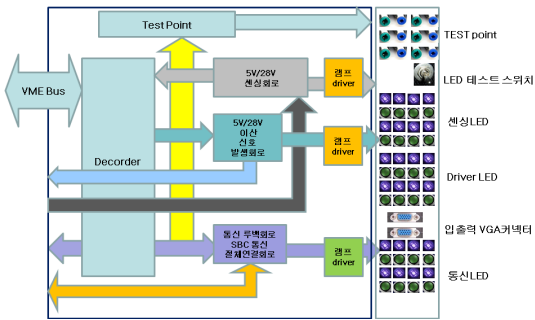 Test Point
TEST point
VME Bus
5V/28V
센싱회로
램프
driver
LED 테스트 스위치
Decorder
5V/28V
이산
신호
발생회로
램프
driver
센싱LED
Driver LED
입출력 VGA커넥터
통신 루백회로
SBC 통신
절체연결회로
램프
driver
통신LED